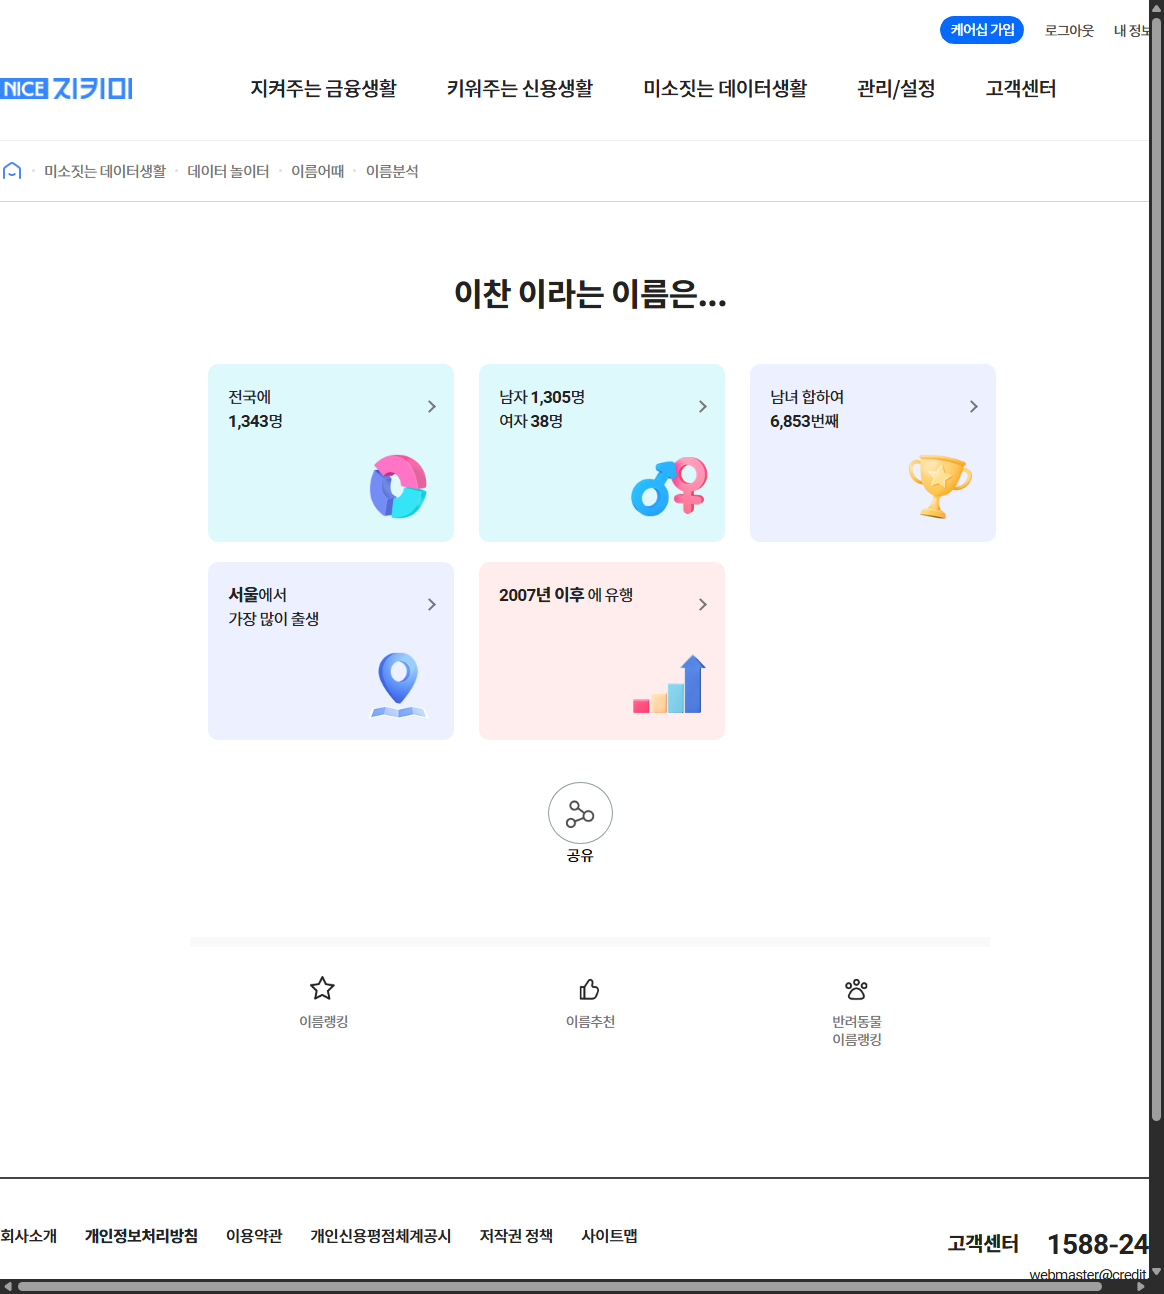 케어십 가입 로그아웃 내 정보
NICE 지키미 지켜주는 금융생활 키워주는 신용생활 미소짓는 데이터생활 관리/설정 고객센터
미소짓는 데이터생활 데이터 놀이터 이름어때 이름분석
이찬 이라는 이름은...
전국에
1,343명
남자 1,305명
여자 38명
남녀 합하여
6,853번째
서울에서
가장 많이 출생
2007년 이후 에 유행
공유
이름랭킹
이름추천
반려동물
이름랭킹
회사소개 개인정보처리방침 이용약관 개인신용평점체계공시 저작권 정책 사이트맵
고객센터 1588-24
webmaster@credit.